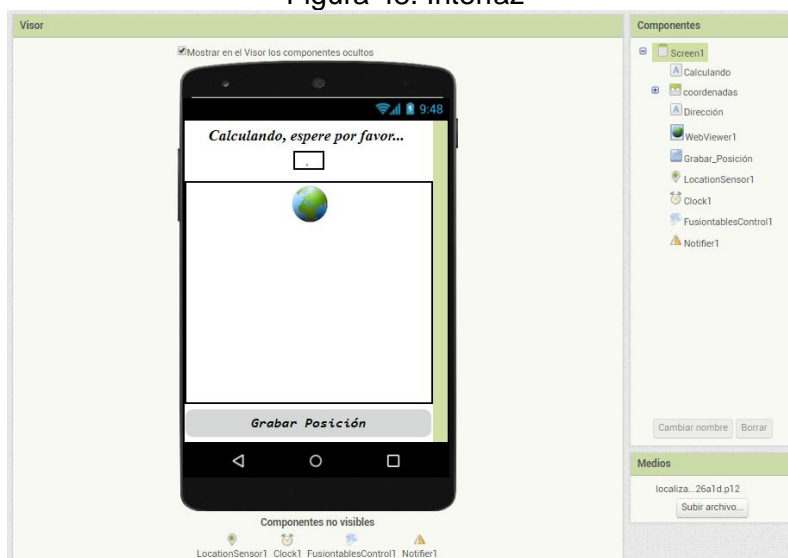 Figura 43. Interfaz
Visor
Componentes
Mostrar en el Visor los componentes ocultos
Screen1
Calculando
coordenadas
Dirección
WebViewer1
Grabar_Posición
LocationSensor1
Clock1
FusiontablesControl1
Notifier1
9:48
Calculando, espere por favor...
,
Grabar Posición
Cambiar nombre Borrar
Medios
localiza...26a1d.p12
Subir archivo...
Componentes no visibles
LocationSensor1 Clock1 FusiontablesControl1 Notifier1